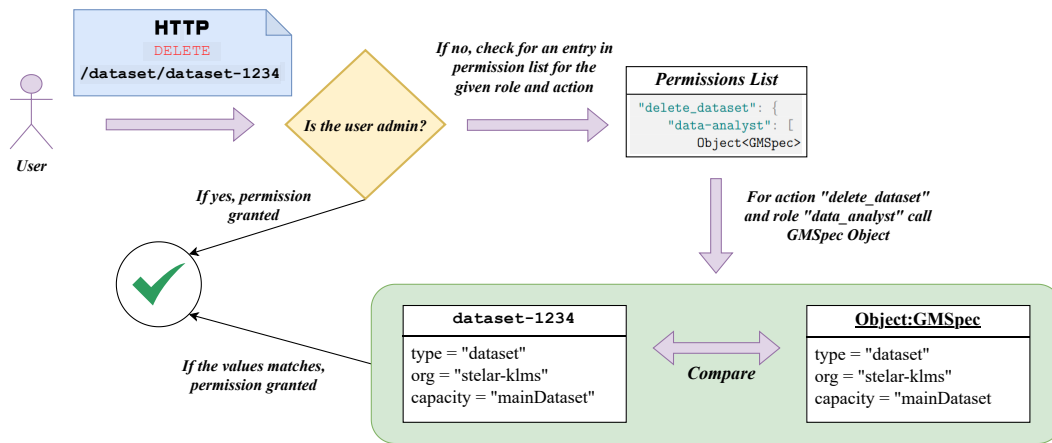 HTTP
DELETE
/dataset/dataset-1234
User
Is the user admin?
If no, check for an entry in
permission list for the
given role and action
Permissions List
"delete_dataset": {
"data-analyst": [
Object<GMSpec>
If yes, permission
granted
For action "delete_dataset"
and role "data_analyst" call
GMSpec Object
If the values matches,
permission granted
dataset-1234
type = "dataset"
org = "stelar-klms"
capacity = "mainDataset"
Compare
Object:GMSpec
type = "dataset"
org = "stelar-klms"
capacity = "mainDataset